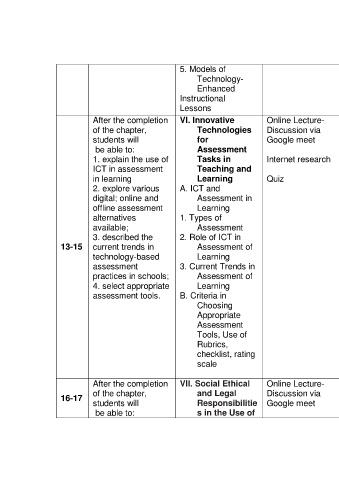 5. Models of
Technology-
Enhanced
Instructional
Lessons
13-15
After the completion
of the chapter,
students will
be able to:
1. explain the use of
ICT in assessment
in learning
2. explore various
digital; online and
offline assessment
alternatives
available;
3. described the
current trends in
technology-based
assessment
practices in schools;
4. select appropriate
assessment tools.
VI. Innovative
Technologies
for
Assessment
Tasks in
Teaching and
Learning
A. ICT and
Assessment in
Learning
1. Types of
Assessment
2. Role of ICT in
Assessment of
Learning
3. Current Trends in
Assessment of
Learning
B. Criteria in
Choosing
Appropriate
Assessment
Tools, Use of
Rubrics,
checklist, rating
scale
Online Lecture-
Discussion via
Google meet
Internet research
Quiz
16-17
After the completion
of the chapter,
students will
be able to:
VII. Social Ethical
and Legal
Responsibilitie
s in the Use of
Online Lecture-
Discussion via
Google meet